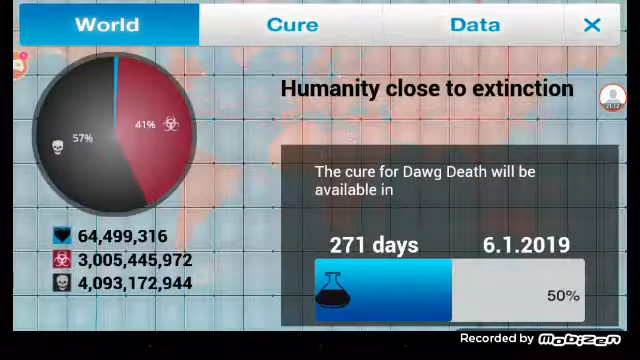 World
Cure
Data
Humanity close to extinction
57%
41%
21:12
The cure for Dawg Death will be
available in
64,499,316
3,005,445,972
4,093,172,944
271 days
6.1.2019
50%
Recorded by Mobizen